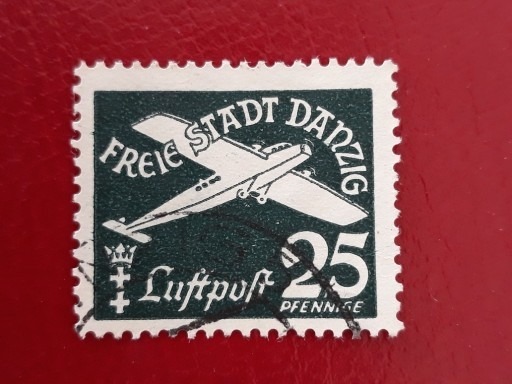 FREIE STADT DANZIG
Luftpost
25
PFENNIGE